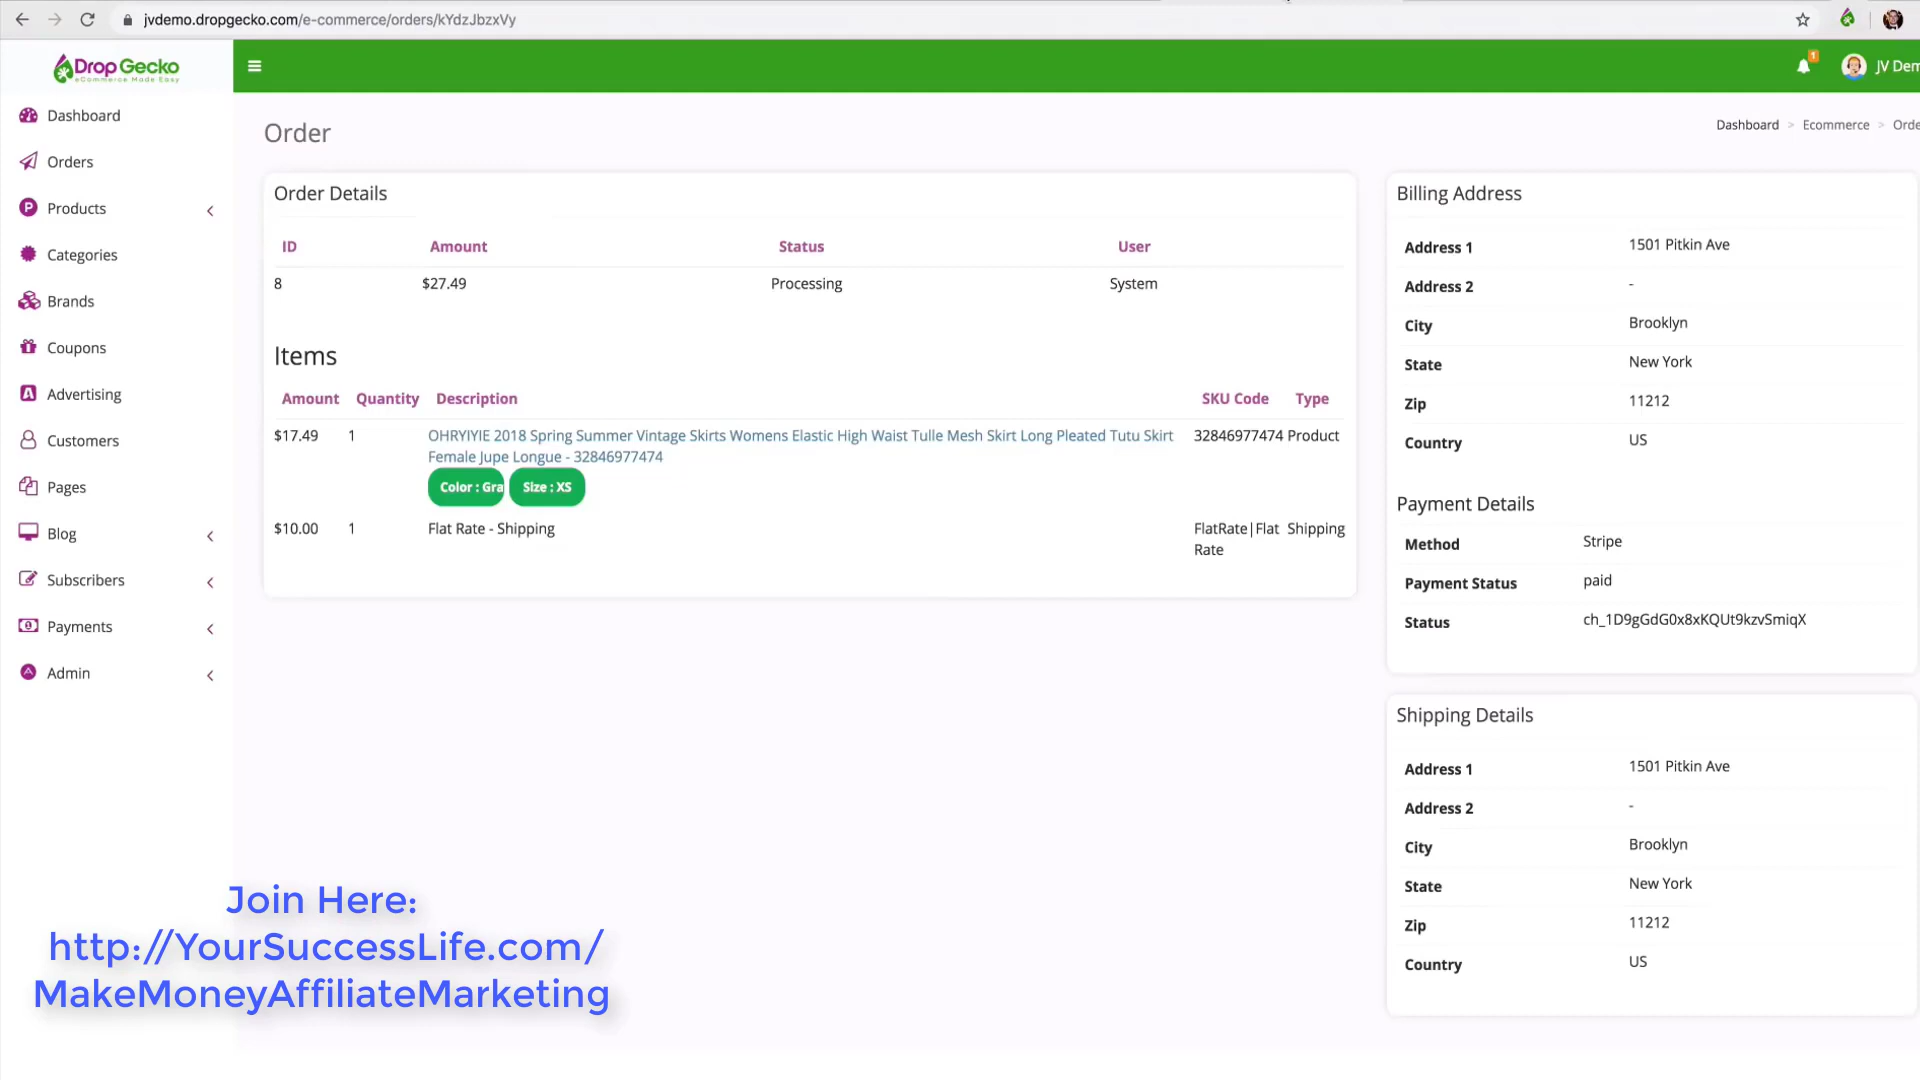 jvdemo.dropgecko.com/e-commerce/orders/kYdzJbzxVy
Drop Gecko
eCommerce Made Easy
1
JV Dem
Dashboard
Orders
Products
Categories
Brands
Coupons
Advertising
Customers
Pages
Blog
Subscribers
Payments
Admin
Order
Dashboard > Ecommerce > Orde
Order Details
ID Amount Status User
8 $27.49 Processing System
Items
Amount Quantity Description SKU Code Type
$17.49 1 OHRYIYIE 2018 Spring Summer Vintage Skirts Womens Elastic High Waist Tulle Mesh Skirt Long Pleated Tutu Skirt 32846977474 Product
Female Jupe Longue - 32846977474
Color : Gra Size : XS
$10.00 1 Flat Rate - Shipping FlatRate|Flat Shipping
Rate
Billing Address
Address 1 1501 Pitkin Ave
Address 2 -
City Brooklyn
State New York
Zip 11212
Country US
Payment Details
Method Stripe
Payment Status paid
Status ch_1D9gGdG0x8xKQUt9kzvSmiqX
Shipping Details
Address 1 1501 Pitkin Ave
Address 2 -
City Brooklyn
State New York
Zip 11212
Country US
Join Here:
http://YourSuccessLife.com/
MakeMoneyAffiliateMarketing